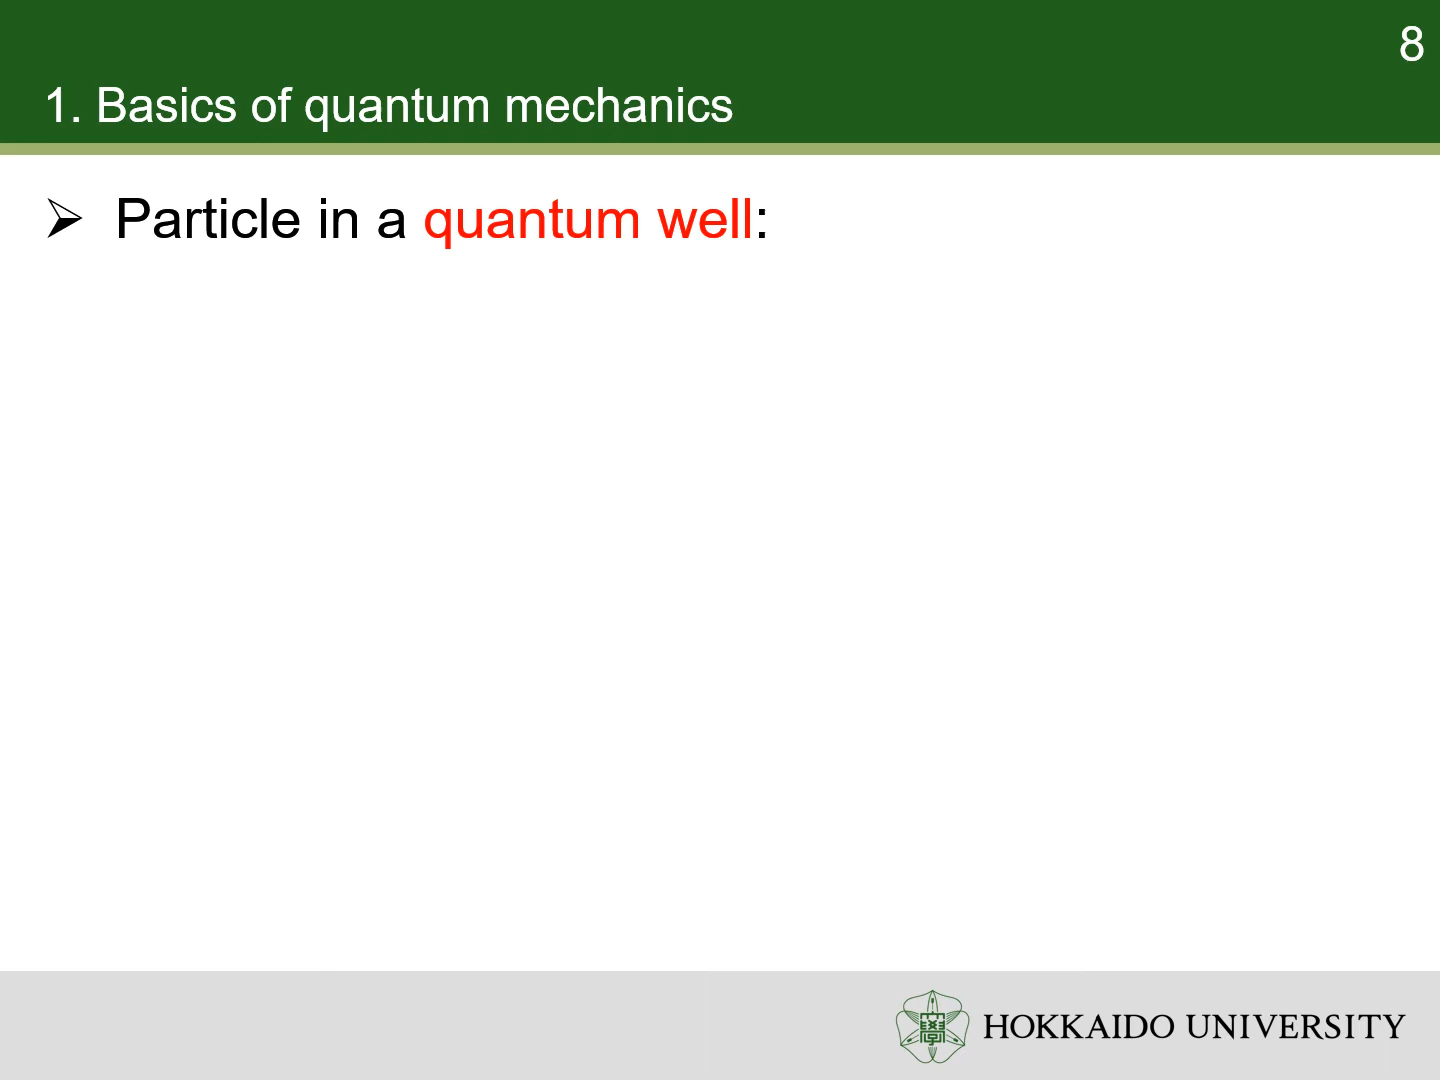 8
1. Basics of quantum mechanics
➢ Particle in a quantum well:
HOKKAIDO UNIVERSITY